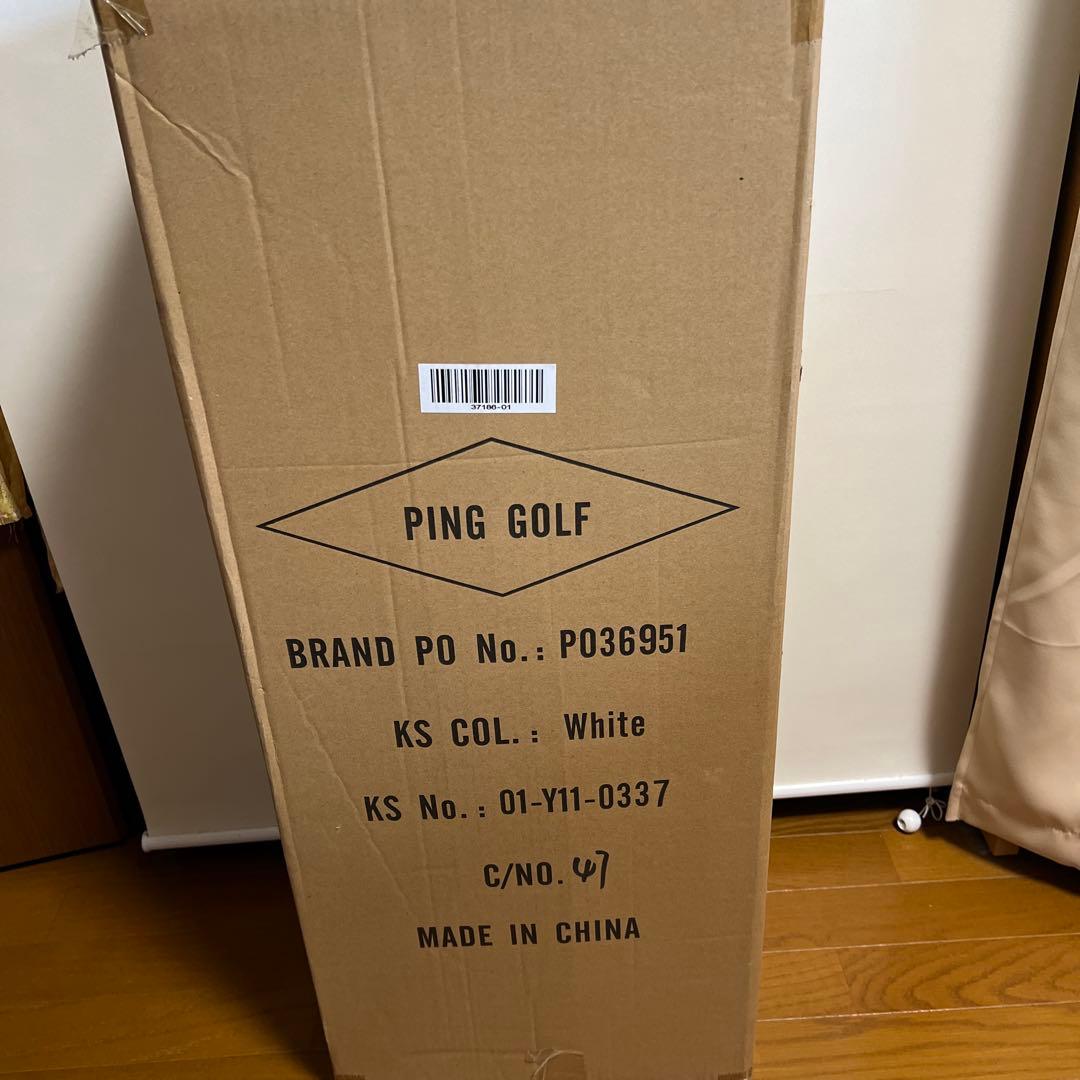 37186-01
PING GOLF
BRAND PO No.: PO36951
KS COL.: White
KS No.: 01-Y11-0337
C/NO. 47
MADE IN CHINA